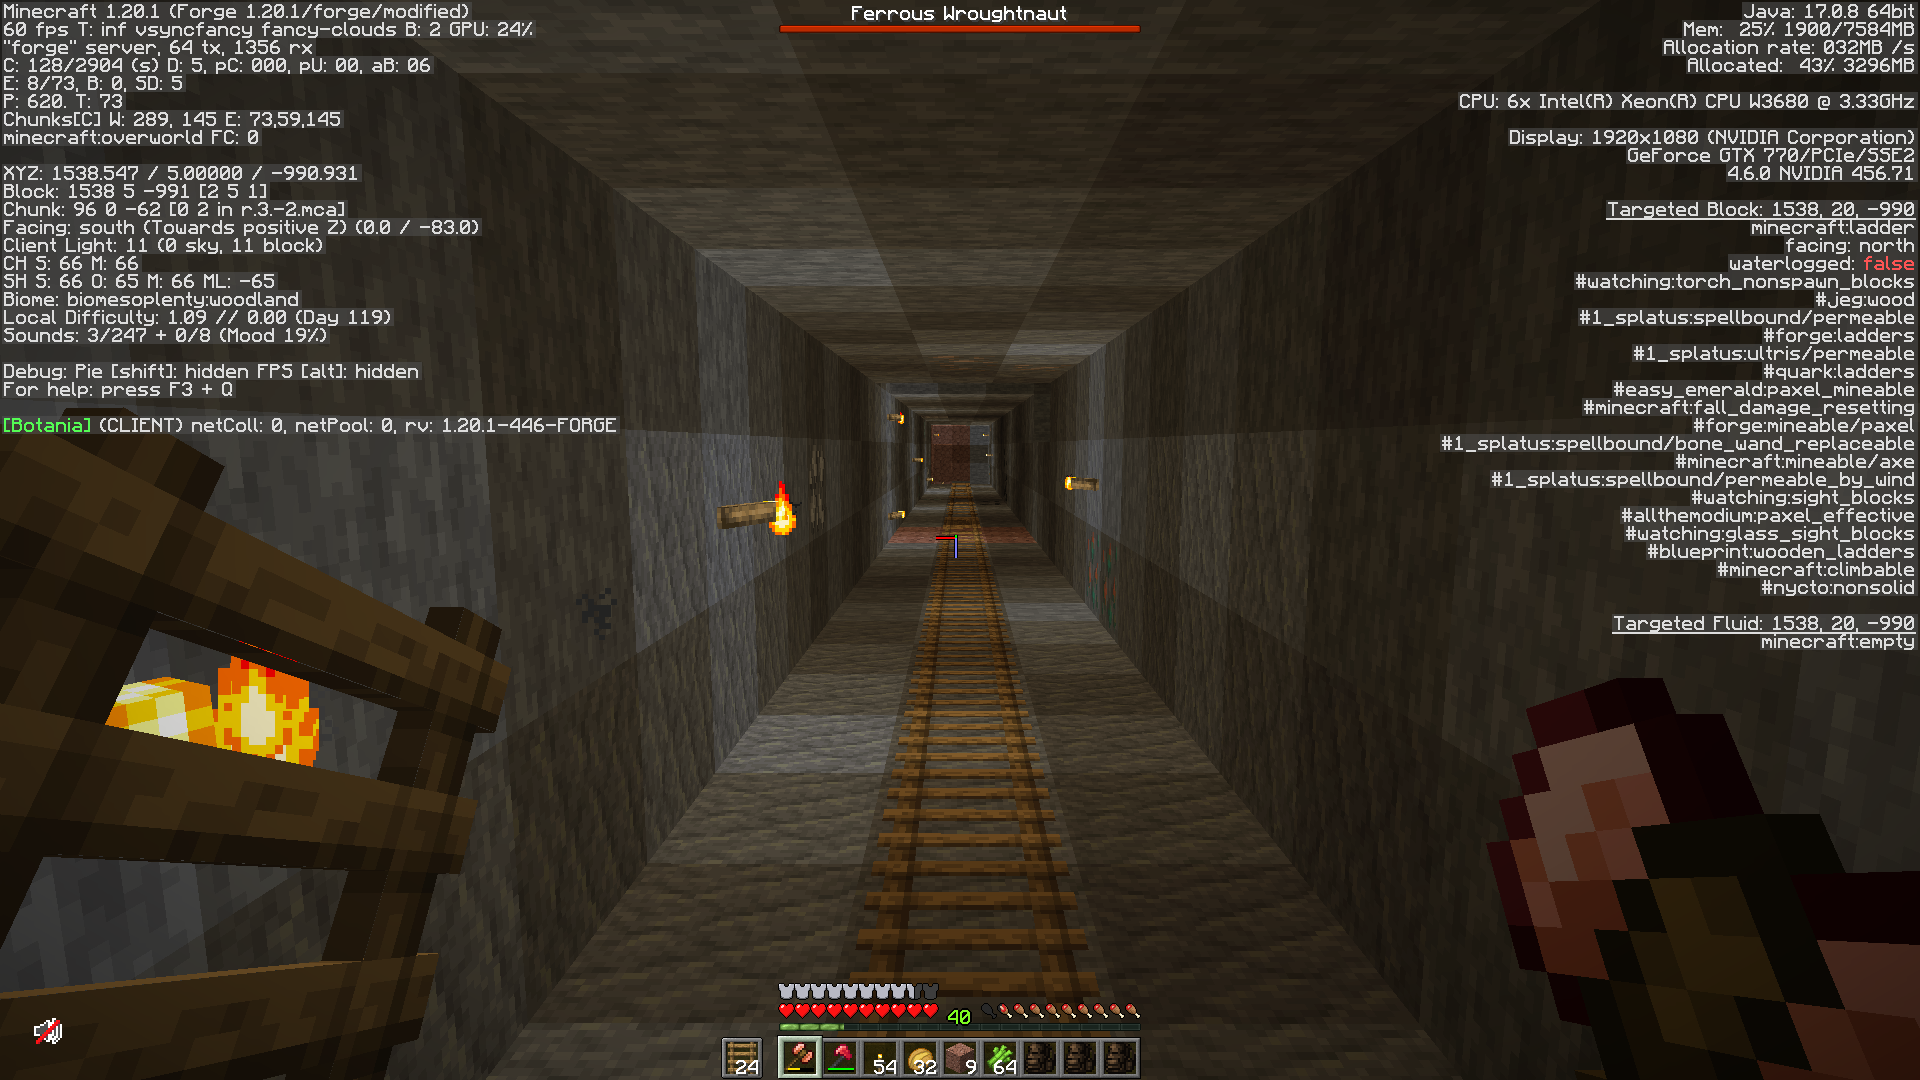 Minecraft 1.20.1 (Forge 1.20.1/forge/modified)
60 fps T: inf vsyncfancy fancy-clouds B: 2 GPU: 24%
"forge" server, 64 tx, 1356 rx
C: 128/2904 (s) D: 5, pC: 000, pU: 00, aB: 06
E: 8/73, B: 0, SD: 5
P: 620. T: 73
Chunks[C] W: 289, 145 E: 73,59,145
minecraft:overworld FC: 0
XYZ: 1538.547 / 5.00000 / -990.931
Block: 1538 5 -991 [2 5 1]
Chunk: 96 0 -62 [0 2 in r.3.-2.mca]
Facing: south (Towards positive Z) (0.0 / -83.0)
Client Light: 11 (0 sky, 11 block)
CH S: 66 M: 66
SH S: 66 O: 65 M: 66 ML: -65
Biome: biomesoplenty:woodland
Local Difficulty: 1.09 // 0.00 (Day 119)
Sounds: 3/247 + 0/8 (Mood 19%)
Debug: Pie [shift]: hidden FPS [alt]: hidden
For help: press F3 + Q
[Botania] (CLIENT) netColl: 0, netPool: 0, rv: 1.20.1-446-FORGE
Ferrous Wroughtnaut
Java: 17.0.8 64bit
Mem: 25% 1900/7584MB
Allocation rate: 032MB /s
Allocated: 43% 3296MB
CPU: 6x Intel(R) Xeon(R) CPU W3680 @ 3.33GHz
Display: 1920x1080 (NVIDIA Corporation)
GeForce GTX 770/PCIe/SSE2
4.6.0 NVIDIA 456.71
Targeted Block: 1538, 20, -990
minecraft:ladder
facing: north
waterlogged: false
#watching:torch_nonspawn_blocks
#jeg:wood
#1_splatus:spellbound/permeable
#forge:ladders
#1_splatus:ultris/permeable
#quark:ladders
#easy_emerald:paxel_mineable
#minecraft:fall_damage_resetting
#forge:mineable/paxel
#1_splatus:spellbound/bone_wand_replaceable
#minecraft:mineable/axe
#1_splatus:spellbound/permeable_by_wind
#watching:sight_blocks
#allthemodium:paxel_effective
#watching:glass_sight_blocks
#blueprint:wooden_ladders
#minecraft:climbable
#nycto:nonsolid
Targeted Fluid: 1538, 20, -990
minecraft:empty
40
24
54
32
9
64